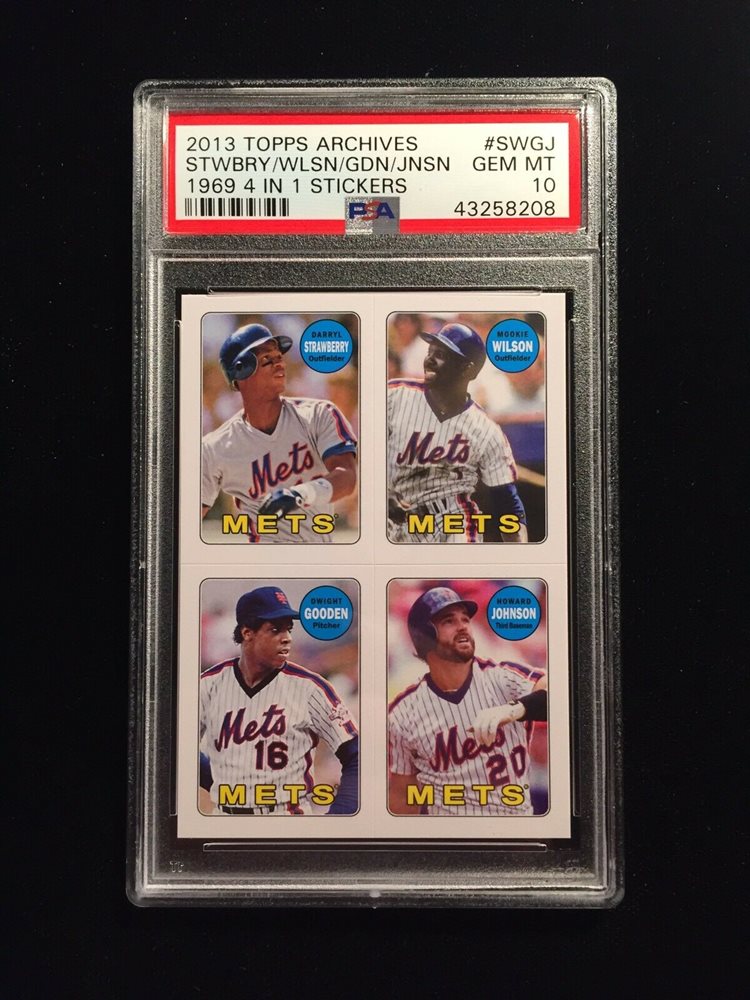 2013 TOPPS ARCHIVES #SWGJ
STWBRY/WLSN/GDN/JNSN GEM MT
1969 4 IN 1 STICKERS 10
PSA 43258208
DARRYL
STRAWBERRY
Outfielder
Mets
METS
MOOKIE
WILSON
Outfielder
Mets
1
METS
DWIGHT
GOODEN
Pitcher
Mets
16
METS
HOWARD
JOHNSON
Third Baseman
Mets
20
METS